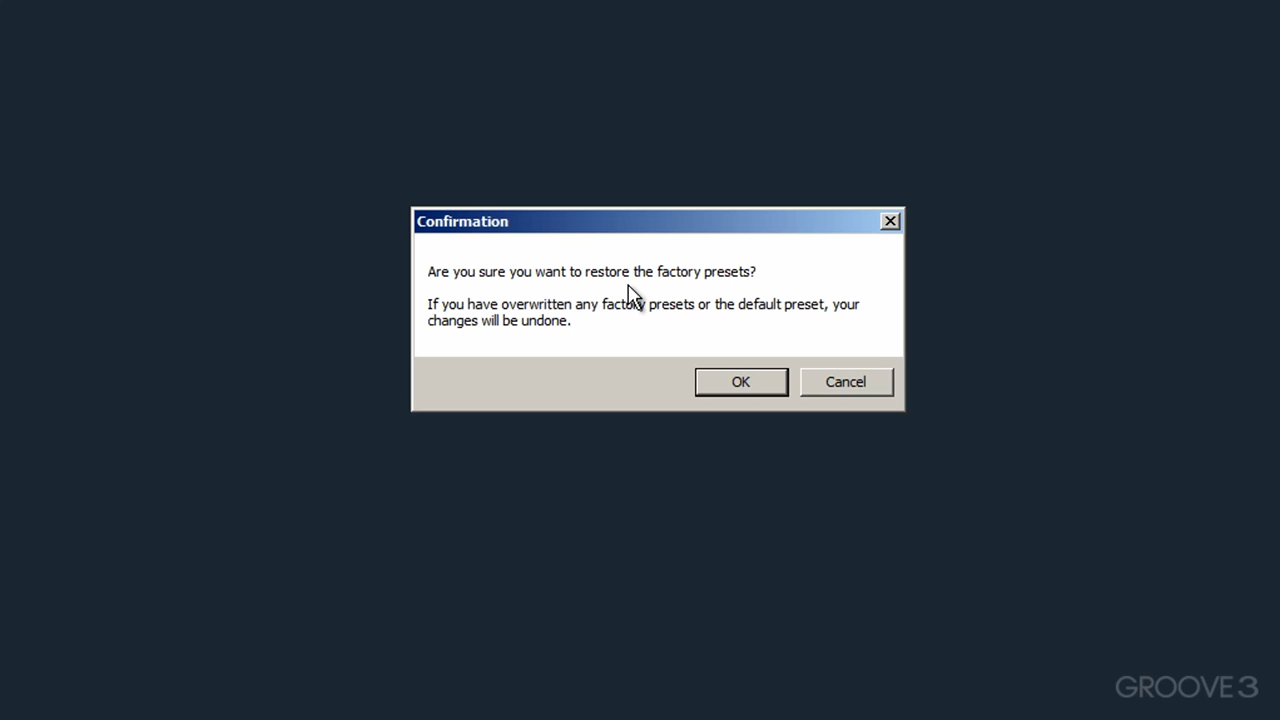 Confirmation
Are you sure you want to restore the factory presets?
If you have overwritten any factory presets or the default preset, your
changes will be undone.
OK
Cancel
GROOVE3